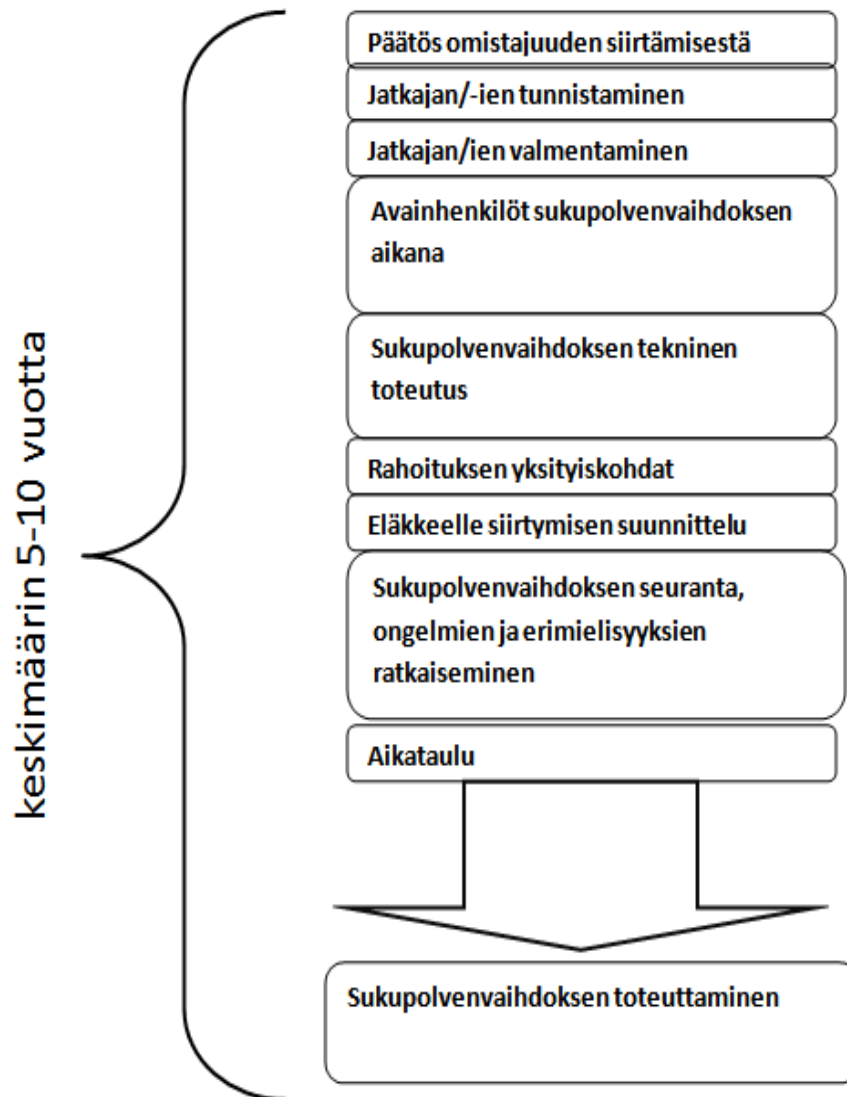 keskimäärin 5-10 vuotta
Päätös omistajuuden siirtämisestä
Jatkajan/-ien tunnistaminen
Jatkajan/ien valmentaminen
Avainhenkilöt sukupolvenvaihdoksen
aikana
Sukupolvenvaihdoksen tekninen
toteutus
Rahoituksen yksityiskohdat
Eläkkeelle siirtymisen suunnittelu
Sukupolvenvaihdoksen seuranta,
ongelmien ja erimielisyyksien
ratkaiseminen
Aikataulu
Sukupolvenvaihdoksen toteuttaminen